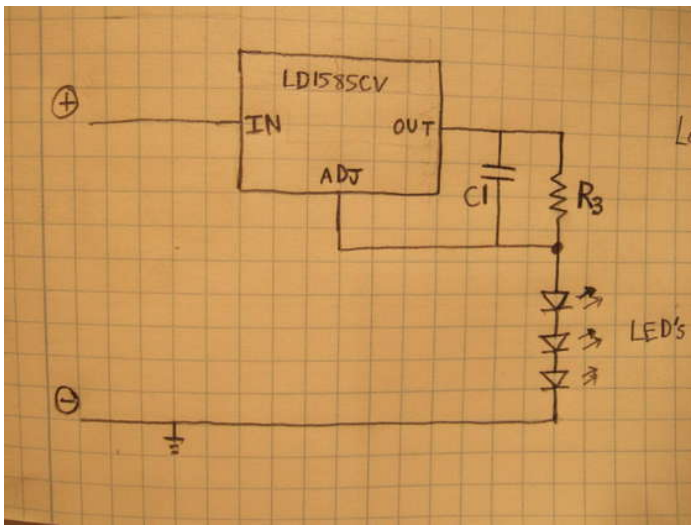 LD1585CV
+
IN
OUT
ADJ
C1
R3
LED's
-